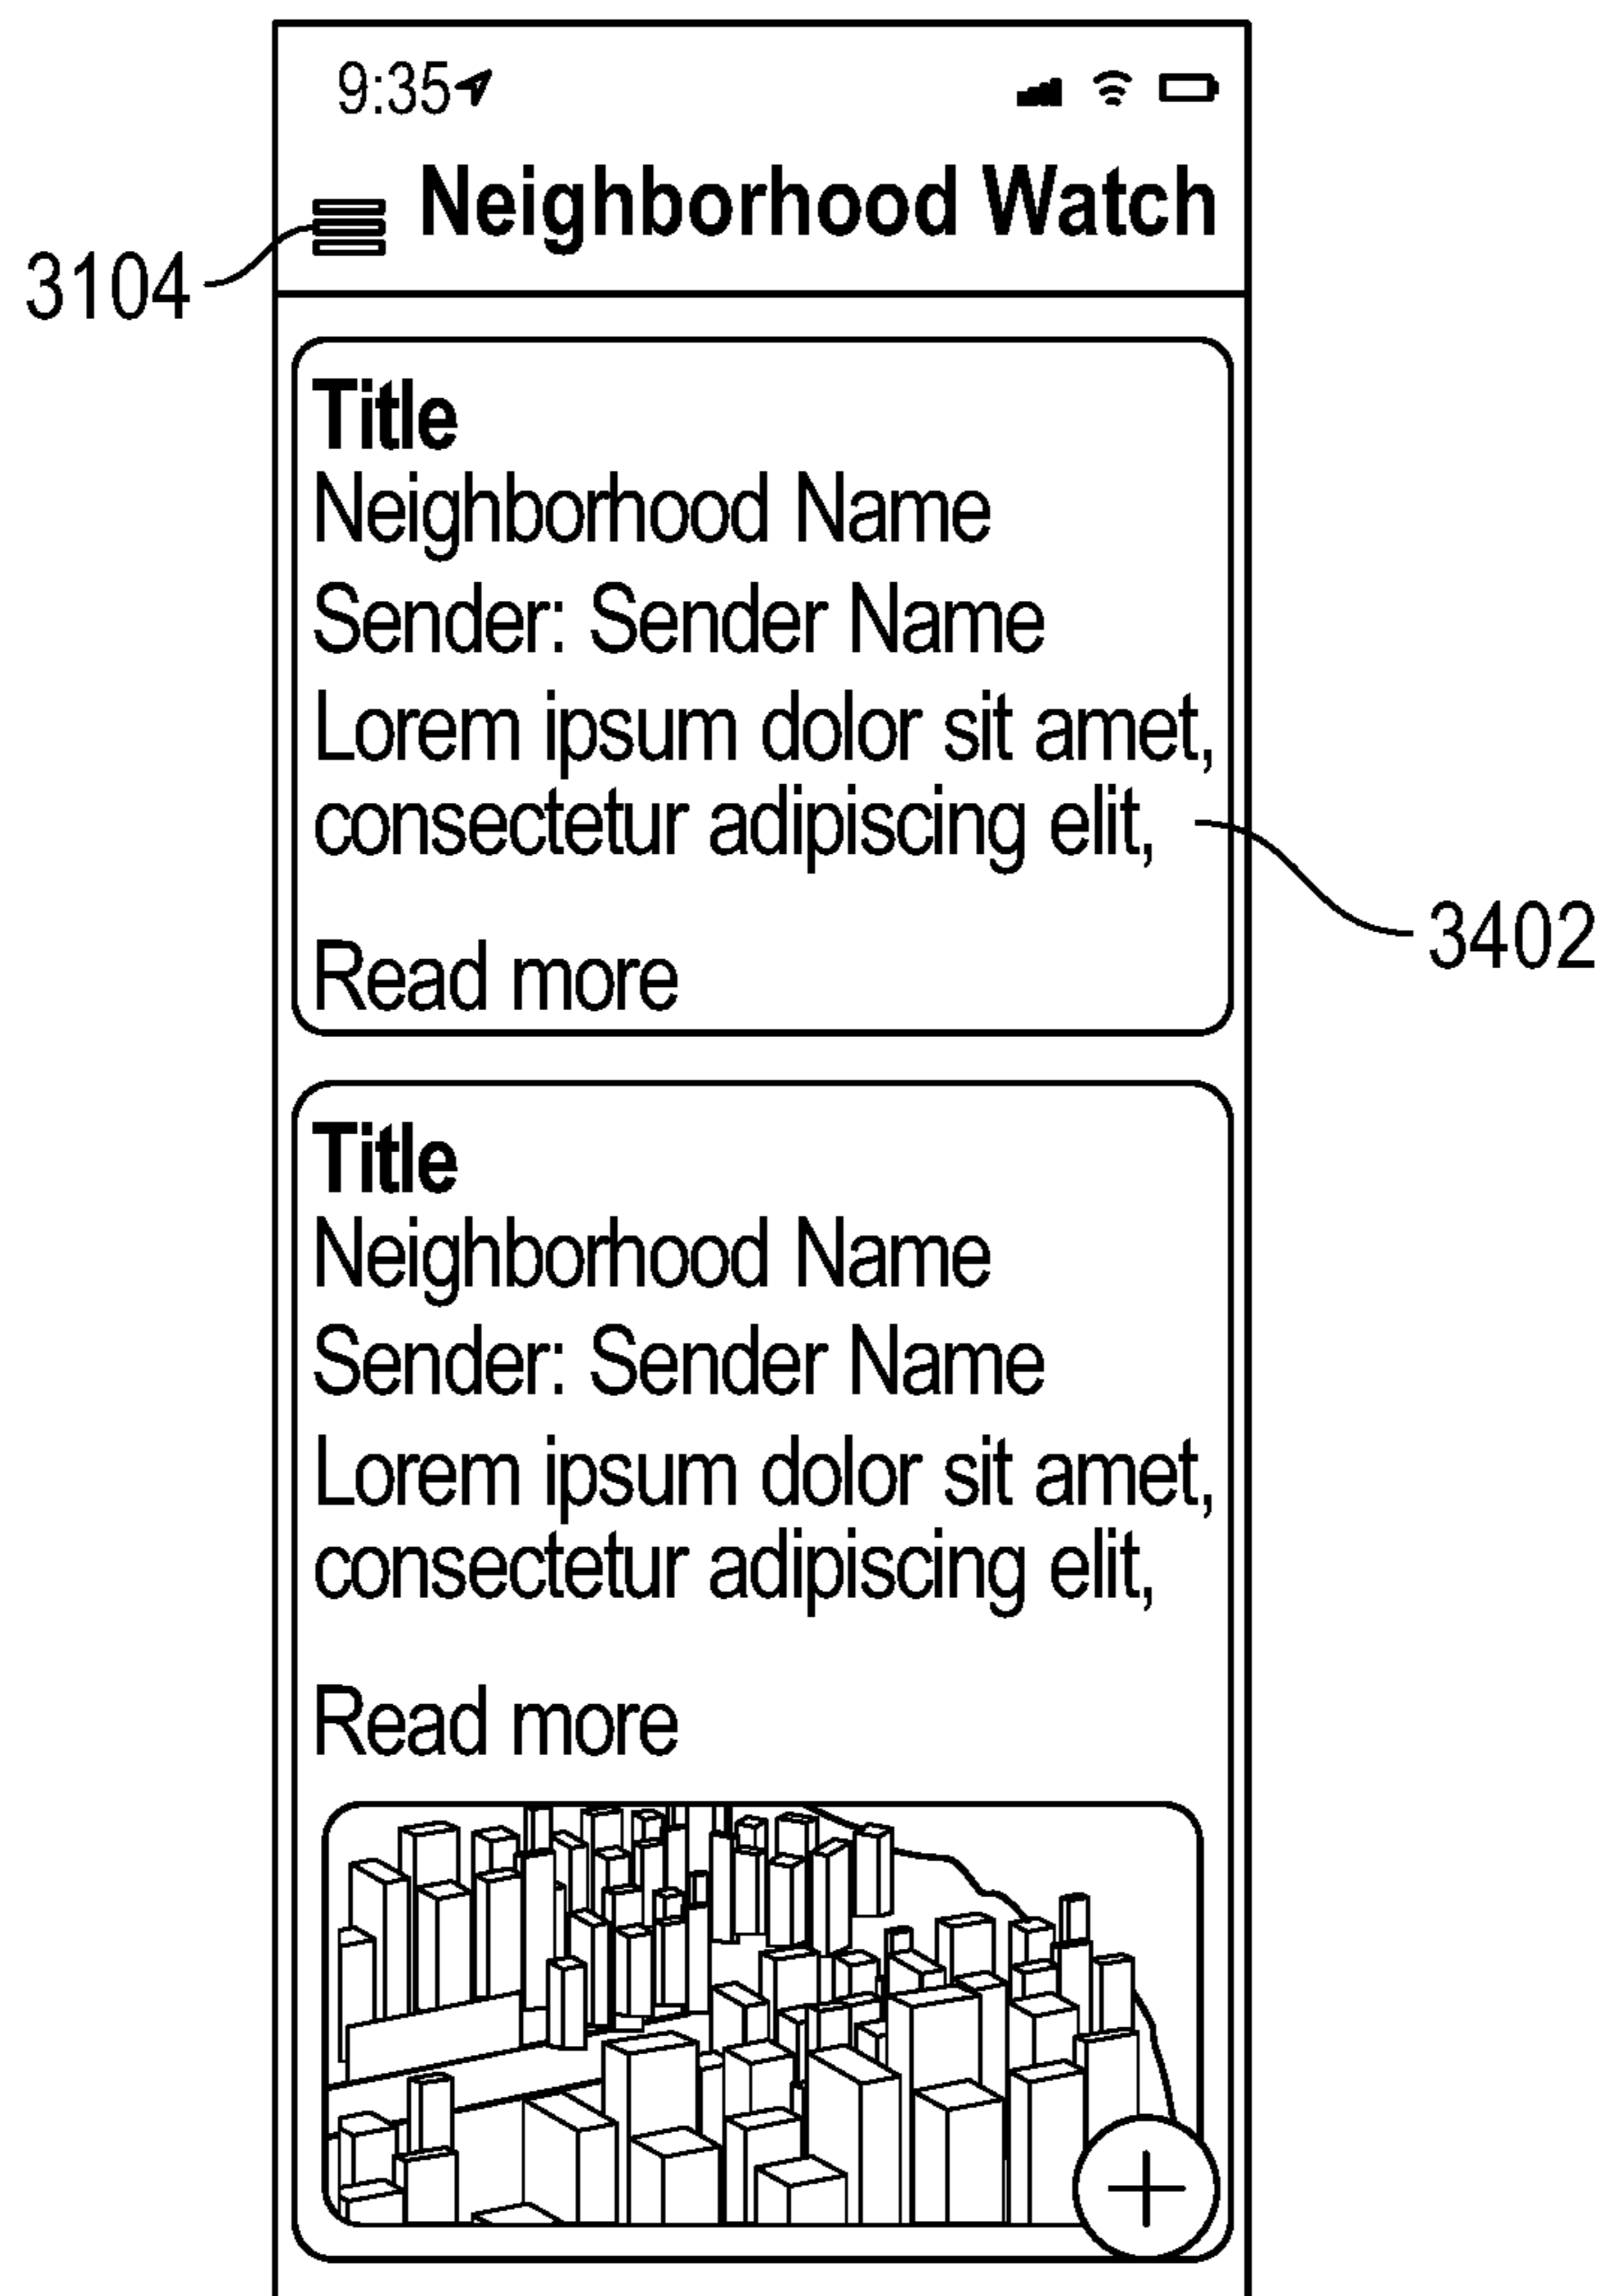 9:35
Neighborhood Watch
3104
Title
Neighborhood Name
Sender: Sender Name
Lorem ipsum dolor sit amet,
consectetur adipiscing elit,
3402
Read more
Title
Neighborhood Name
Sender: Sender Name
Lorem ipsum dolor sit amet,
consectetur adipiscing elit,
Read more